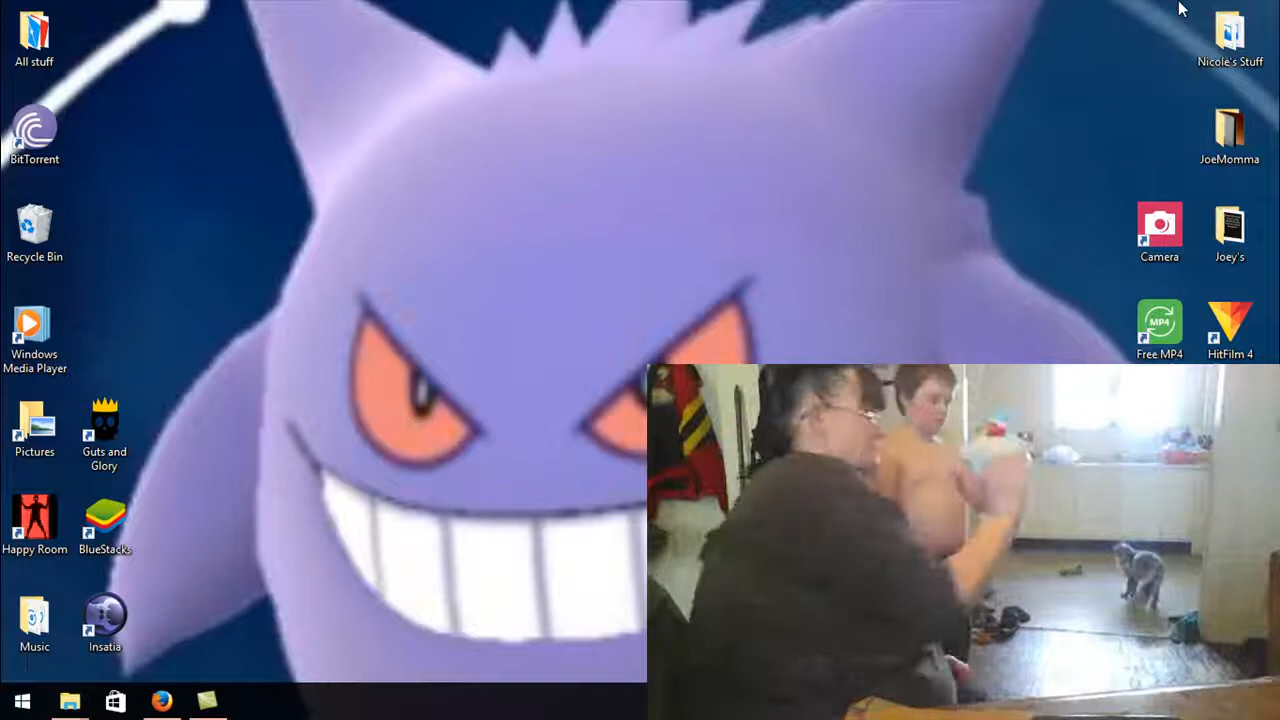 All stuff
BitTorrent
Recycle Bin
Windows
Media Player
Pictures
Guts and
Glory
Happy Room
BlueStacks
Music
Insatia
Nicole's Stuff
JoeMomma
Camera
Joey's
MP4
Free MP4
HitFilm 4